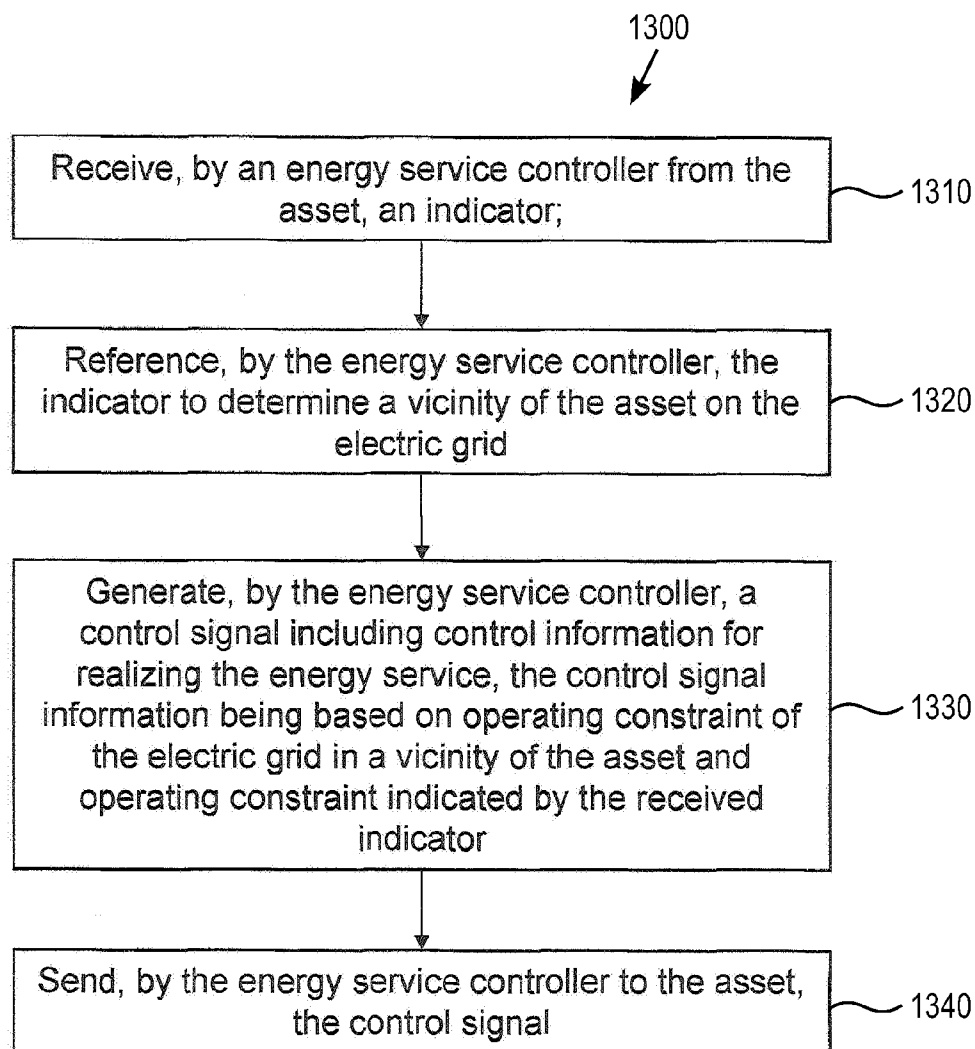 1300
Receive, by an energy service controller from the
asset, an indicator;
1310
Reference, by the energy service controller, the
indicator to determine a vicinity of the asset on the
electric grid
1320
Generate, by the energy service controller, a
control signal including control information for
realizing the energy service, the control signal
information being based on operating constraint of
the electric grid in a vicinity of the asset and
operating constraint indicated by the received
indicator
1330
Send, by the energy service controller to the asset,
the control signal
1340